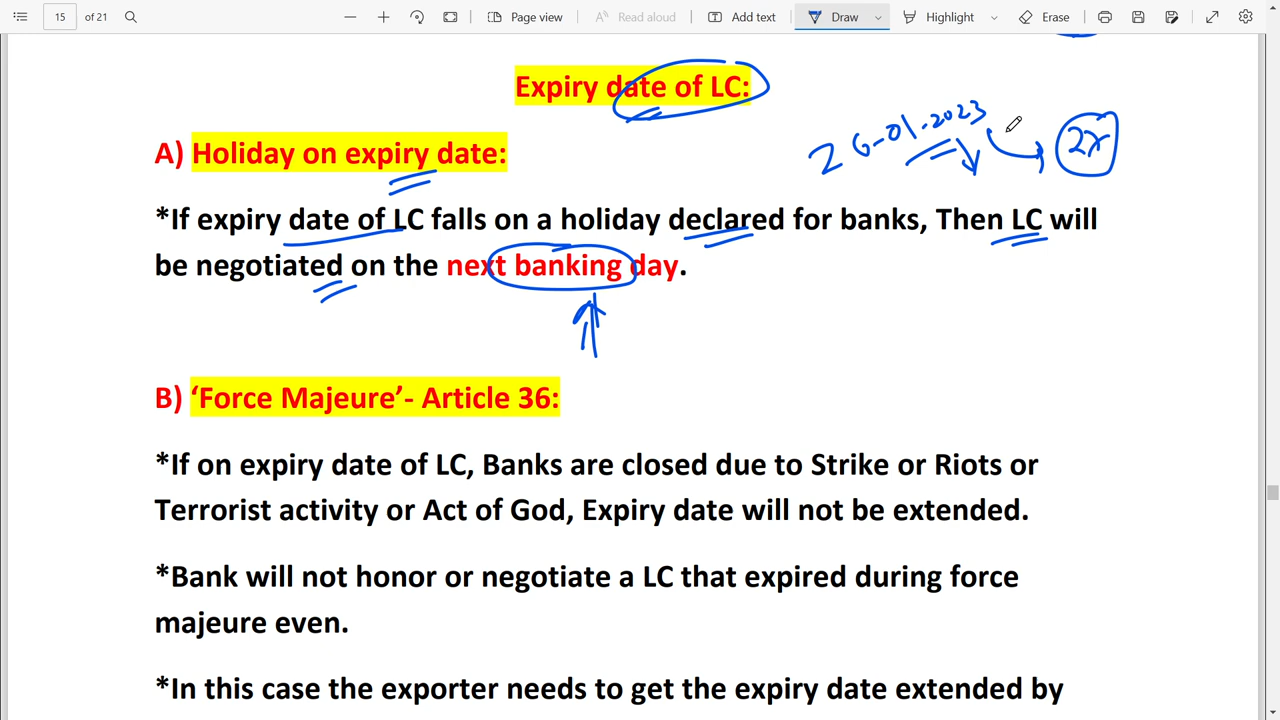 15 of 21 Page view Read aloud Add text Draw Highlight Erase
Expiry date of LC:
26-01-2023
A) Holiday on expiry date:
*If expiry date of LC falls on a holiday declared for banks, Then LC will
be negotiated on the next banking day.
B) ‘Force Majeure’- Article 36:
*If on expiry date of LC, Banks are closed due to Strike or Riots or
Terrorist activity or Act of God, Expiry date will not be extended.
*Bank will not honor or negotiate a LC that expired during force
majeure even.
*In this case the exporter needs to get the expiry date extended by